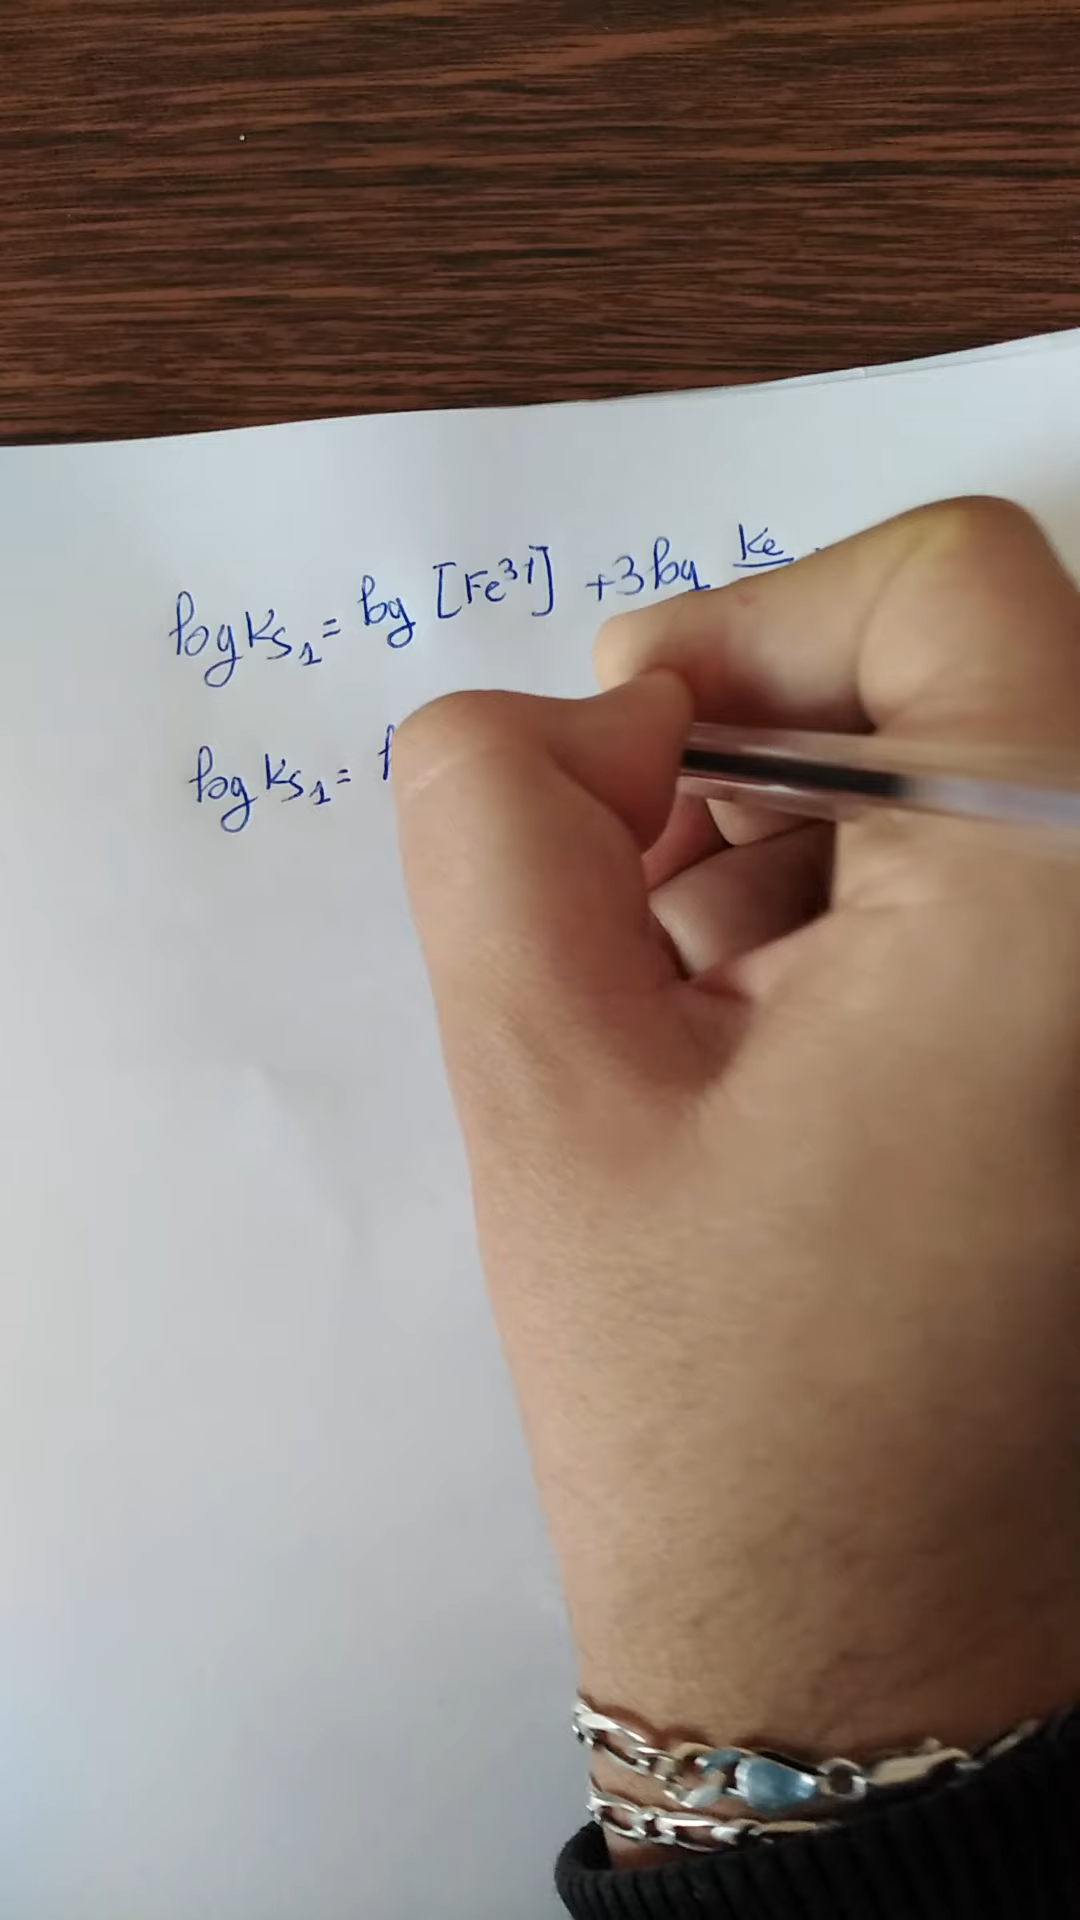 log Ks₁ = log [Fe³⁺] + 3 log Ke
log Ks₁ =